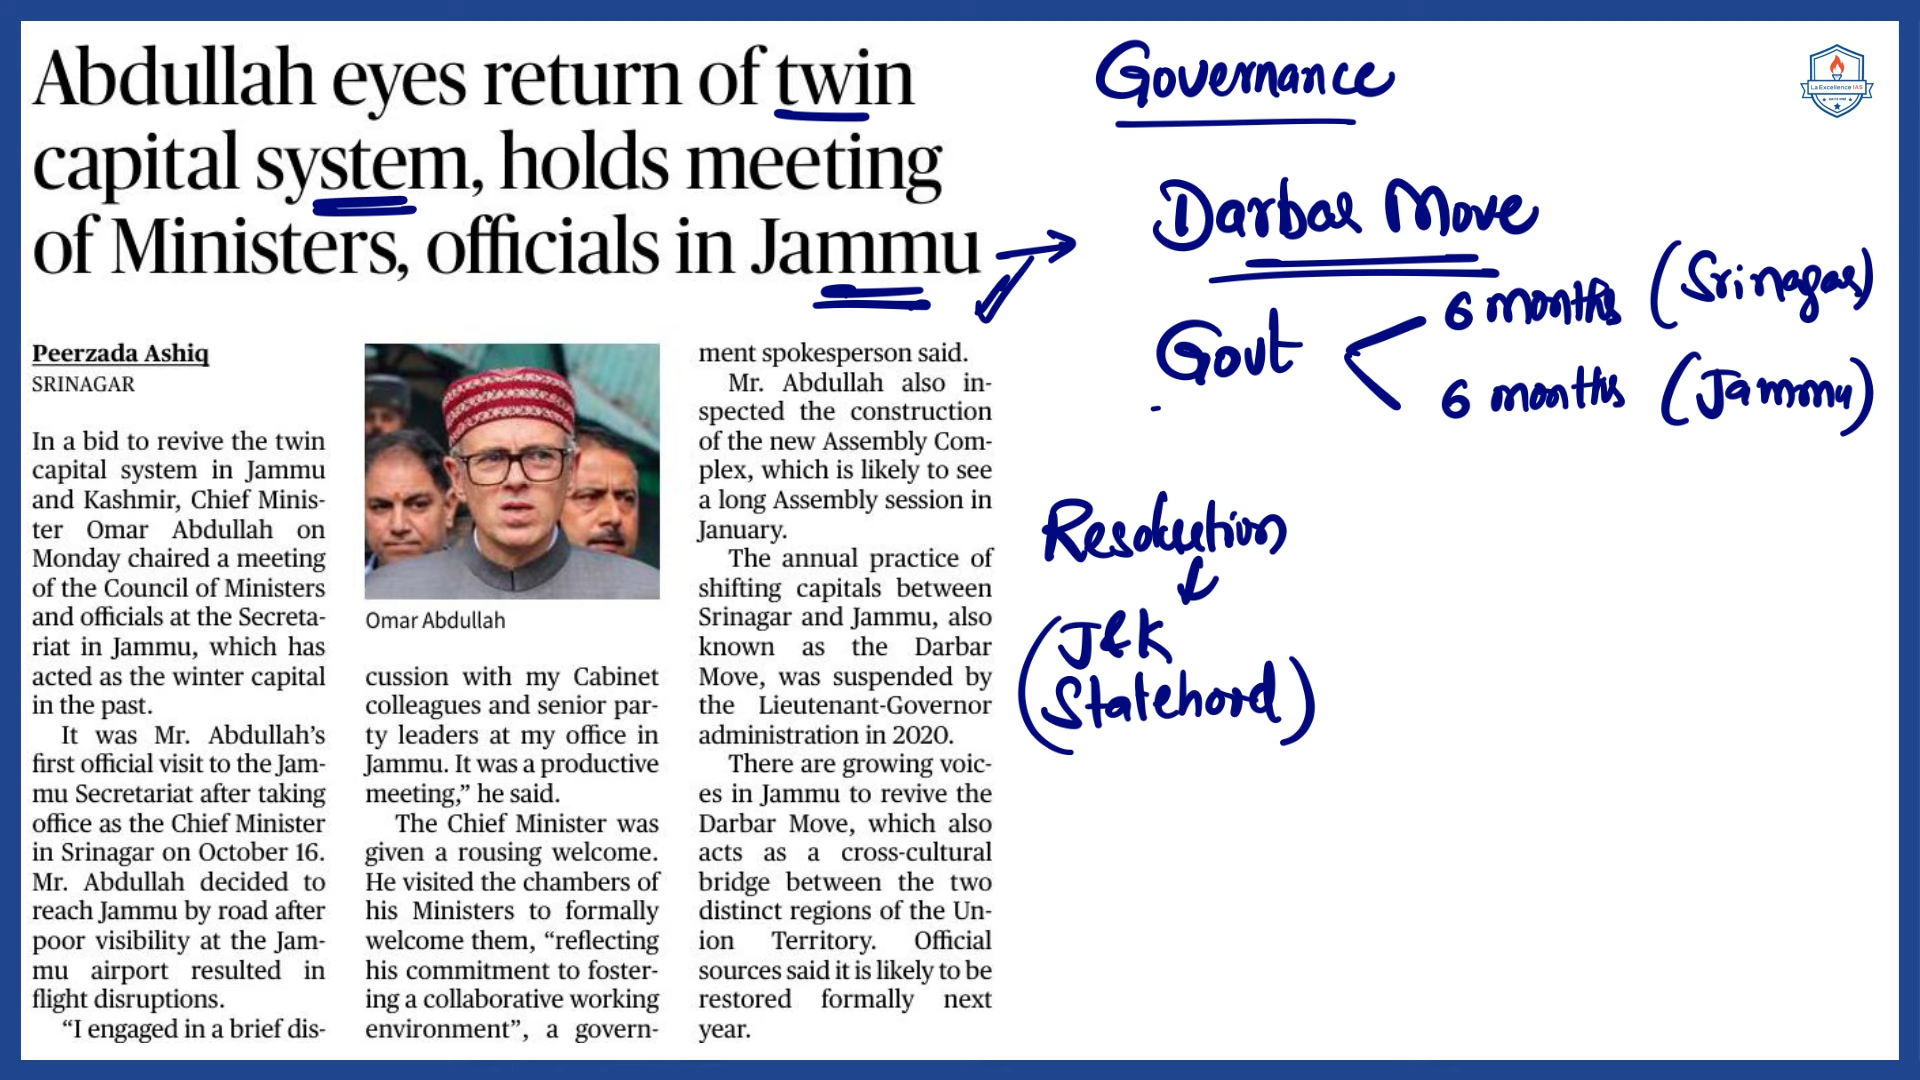 Abdullah eyes return of twin
capital system, holds meeting
of Ministers, officials in Jammu
Peerzada Ashiq
SRINAGAR
In a bid to revive the twin
capital system in Jammu
and Kashmir, Chief Minis-
ter Omar Abdullah on
Monday chaired a meeting
of the Council of Ministers
and officials at the Secreta-
riat in Jammu, which has
acted as the winter capital
in the past.
It was Mr. Abdullah's
first official visit to the Jam-
mu Secretariat after taking
office as the Chief Minister
in Srinagar on October 16.
Mr. Abdullah decided to
reach Jammu by road after
poor visibility at the Jam-
mu airport resulted in
flight disruptions.
“I engaged in a brief dis-
Omar Abdullah
cussion with my Cabinet
colleagues and senior par-
ty leaders at my office in
Jammu. It was a productive
meeting,” he said.
The Chief Minister was
given a rousing welcome.
He visited the chambers of
his Ministers to formally
welcome them, “reflecting
his commitment to foster-
ing a collaborative working
environment”, a govern-
ment spokesperson said.
Mr. Abdullah also in-
spected the construction
of the new Assembly Com-
plex, which is likely to see
a long Assembly session in
January.
The annual practice of
shifting capitals between
Srinagar and Jammu, also
known as the Darbar
Move, was suspended by
the Lieutenant-Governor
administration in 2020.
There are growing voic-
es in Jammu to revive the
Darbar Move, which also
acts as a cross-cultural
bridge between the two
distinct regions of the Un-
ion Territory. Official
sources said it is likely to be
restored formally next
year.
Governance
Darbar Move
Govt
6 months (Srinagar)
6 months (Jammu)
Resolution
(J&K
Statehood)
La Excellence IAS